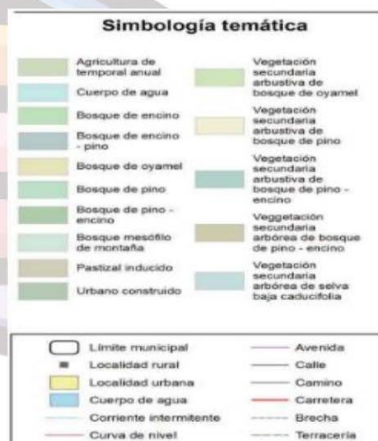 Simbología temática
Agricultura de
temporal anual
Cuerpo de agua
Bosque de encino
Bosque de encino
- pino
Bosque de oyamel
Bosque de pino
Bosque de pino -
encino
Bosque mesófilo
de montaña
Pastizal inducido
Urbano construido
Vegetación
secundaria
arbustiva de
bosque de oyamel
Vegetación
secundaria
arbustiva de
bosque de pino
Vegetación
secundaria
arbustiva de
bosque de pino -
encino
Veggetación
secundaria
arbórea de bosque
de pino - encino
Vegetación
secundaria
arbórea de selva
baja caducifolia
Límite municipal
Localidad rural
Localidad urbana
Cuerpo de agua
Corriente intermitente
Curva de nivel
Avenida
Calle
Camino
Carretera
Brecha
Terracería